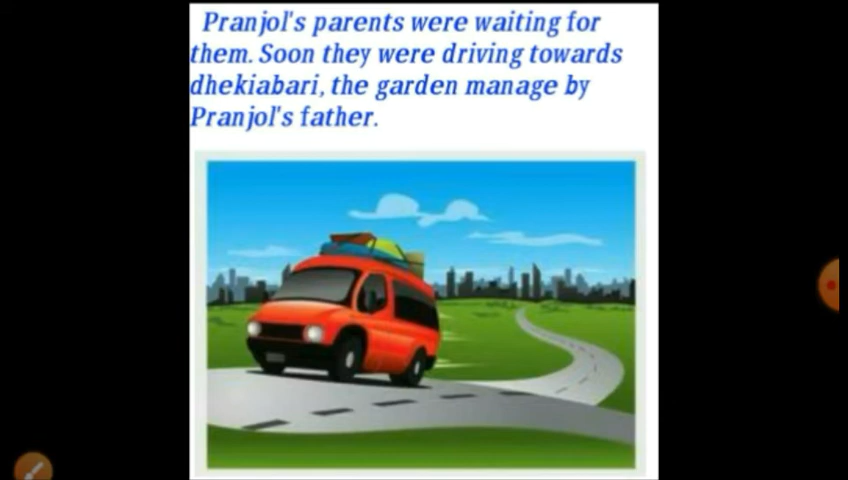 Pranjol's parents were waiting for
them. Soon they were driving towards
dhekiabari, the garden manage by
Pranjol's father.